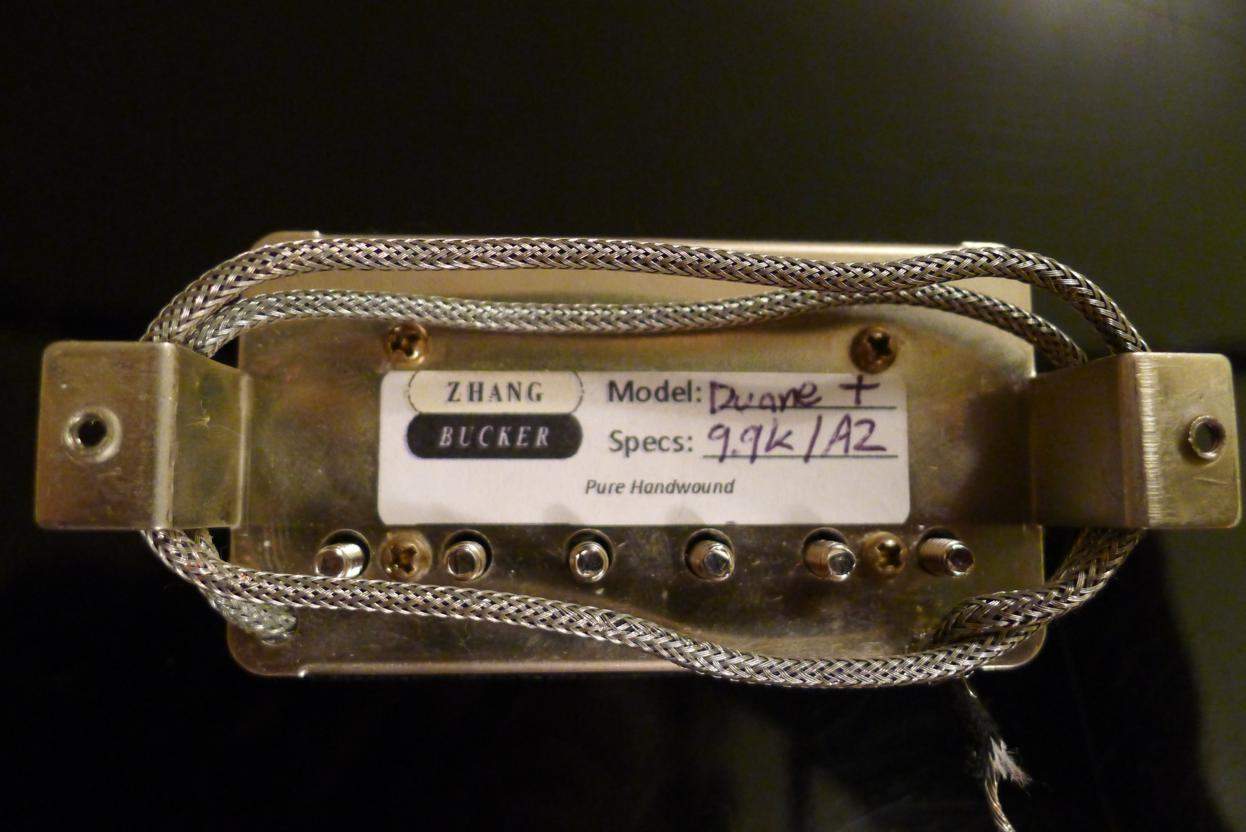 ZHANG
BUCKER
Model: Duane +
Specs: 9.9K/A2
Pure Handwound